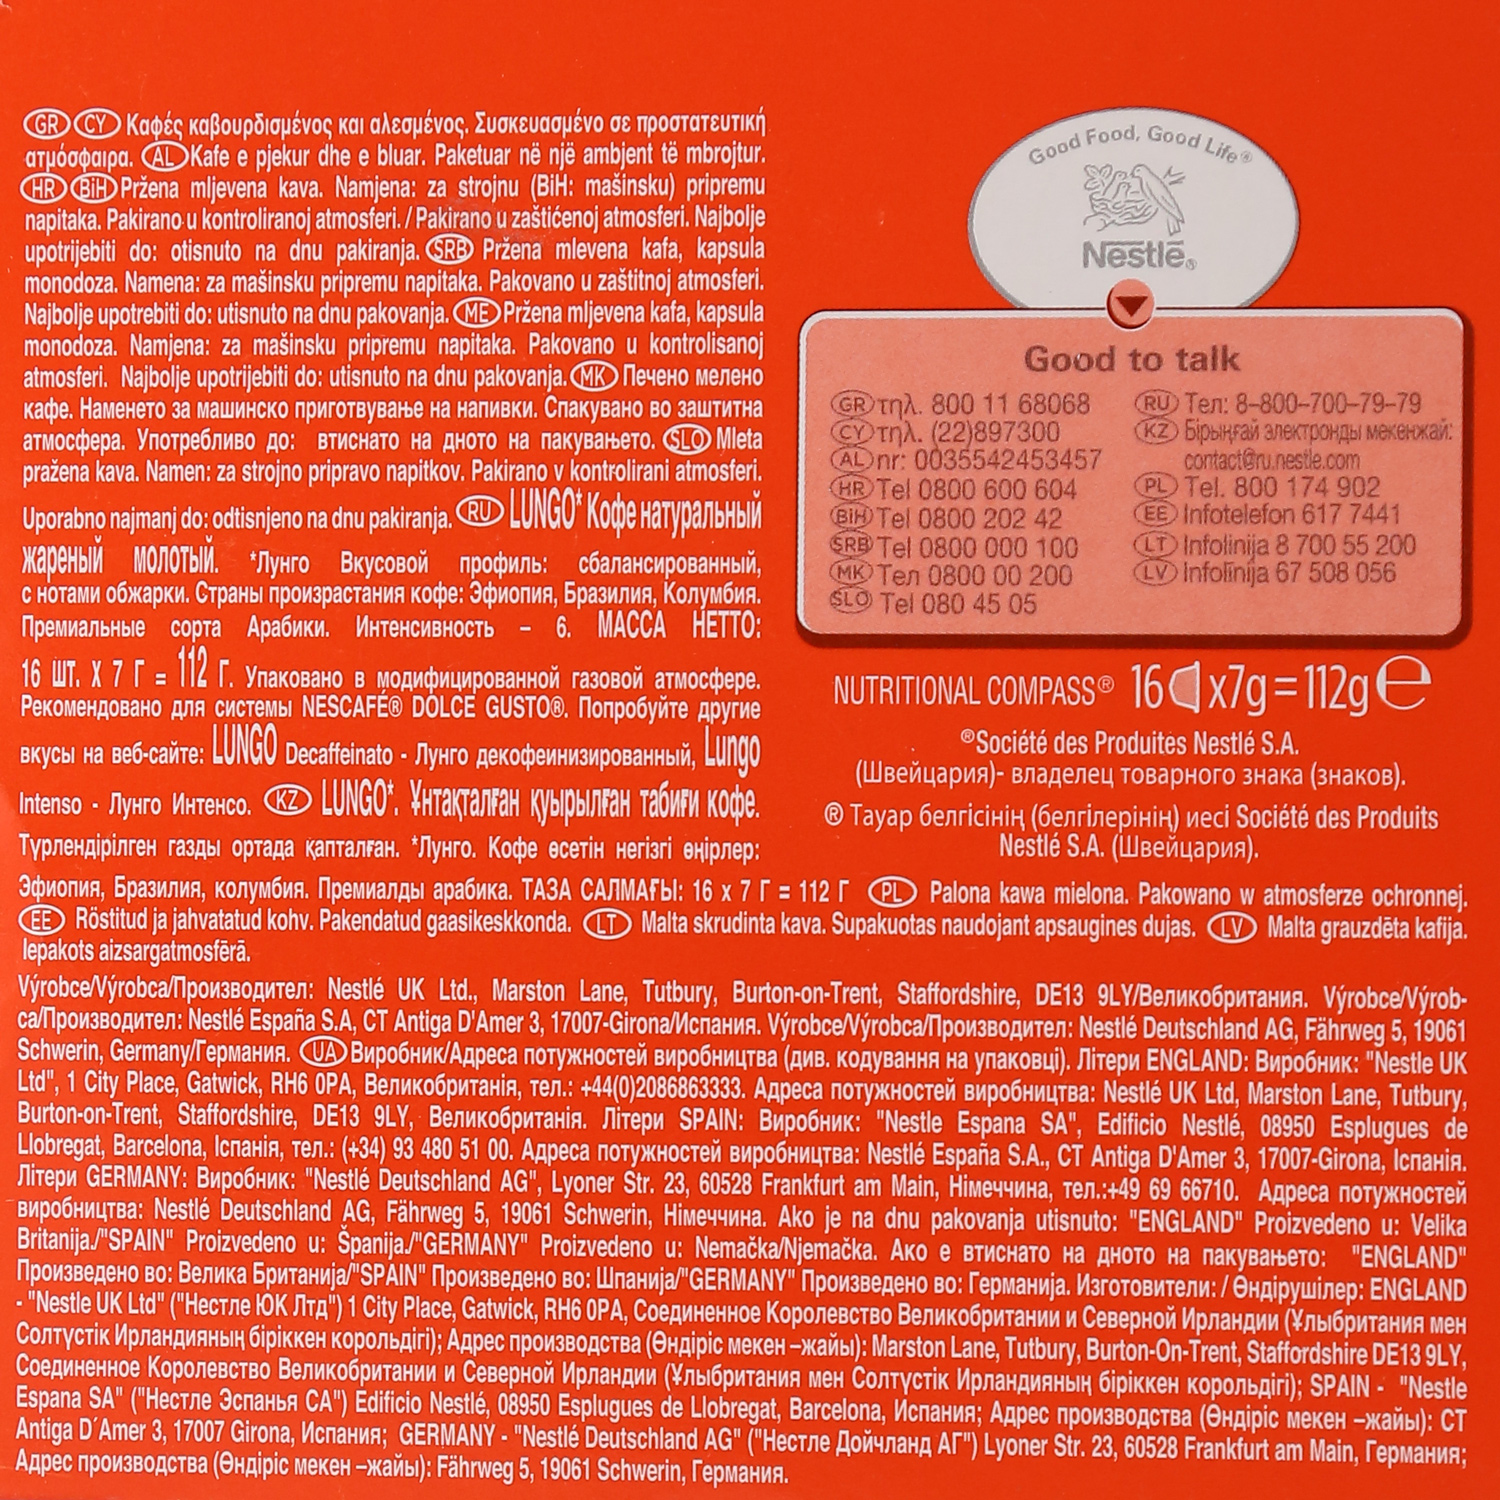 GR CY Καφές καβουρδισμένος και αλεσμένος. Συσκευασμένο σε προστατευτική
ατμόσφαιρα. AL Kafe e pjekur dhe e bluar. Paketuar në një ambjent të mbrojtur.
HR BiH Pržena mljevena kava. Namjena: za strojnu (BiH: mašinsku) pripremu
napitaka. Pakirano u kontroliranoj atmosferi. / Pakirano u zaštićenoj atmosferi. Najbolje
upotrijebiti do: otisnuto na dnu pakiranja. SRB Pržena mlevena kafa, kapsula
monodoza. Namena: za mašinsku pripremu napitaka. Pakovano u zaštitnoj atmosferi.
Najbolje upotrebiti do: utisnuto na dnu pakovanja. ME Pržena mljevena kafa, kapsula
monodoza. Namjena: za mašinsku pripremu napitaka. Pakovano u kontrolisanoj
atmosferi. Najbolje upotrijebiti do: utisnuto na dnu pakovanja. MK Печено мелено
кафе. Наменето за машинско приготвување на напивки. Спакувано во заштитна
атмосфера. Употребливо до: втиснато на дното на пакувањето. SLO Mleta
pražena kava. Namen: za strojno pripravo napitkov. Pakirano v kontrolirani atmosferi.
Uporabno najmanj do: odtisnjeno na dnu pakiranja. RU LUNGO* Кофе натуральный
жареный молотый. *Лунго Вкусовой профиль: сбалансированный,
с нотами обжарки. Страны произрастания кофе: Эфиопия, Бразилия, Колумбия.
Премиальные сорта Арабики. Интенсивность – 6. МАССА НЕТТО:
16 ШТ. X 7 Г = 112 Г. Упаковано в модифицированной газовой атмосфере.
Рекомендовано для системы NESCAFÉ® DOLCE GUSTO®. Попробуйте другие
вкусы на веб-сайте: LUNGO Decaffeinato - Лунго декофеинизированный, Lungo
Intenso - Лунго Интенсо. KZ LUNGO*. Ұнтақталған қуырылған табиғи кофе.
Түрлендірілген газды ортада қапталған. *Лунго. Кофе өсетін негізгі өңірлер:
Эфиопия, Бразилия, колумбия. Премиалды арабика. ТАЗА САЛМАҒЫ: 16 x 7 Г = 112 Г PL Palona kawa mielona. Pakowano w atmosferze ochronnej.
EE Röstitud ja jahvatatud kohv. Pakendatud gaasikeskkonda. LT Malta skrudinta kava. Supakuotas naudojant apsaugines dujas. LV Malta grauzdēta kafija.
Iepakots aizsargatmosfērā.
Good Food, Good Life®
Nestlé®
Good to talk
GR τηλ. 800 11 68068
CY τηλ. (22)897300
AL nr: 0035542453457
HR Tel 0800 600 604
BiH Tel 0800 202 42
SRB Tel 0800 000 100
MK Тел 0800 00 200
SLO Tel 080 45 05
RU Тел: 8–800–700–79–79
KZ Бірыңғай электронды мекенжай:
contact@ru.nestle.com
PL Tel. 800 174 902
EE Infotelefon 617 7441
LT Infolinija 8 700 55 200
LV Infolīnija 67 508 056
NUTRITIONAL COMPASS® 16 x7g=112g e
®Société des Produites Nestlé S.A.
(Швейцария)- владелец товарного знака (знаков).
® Тауар белгісінің (белгілерінің) иесі Société des Produits
Nestlé S.A. (Швейцария).
Výrobce/Výrobca/Производител: Nestlé UK Ltd., Marston Lane, Tutbury, Burton-on-Trent, Staffordshire, DE13 9LY/Великобритания. Výrobce/Výrob-
ca/Производител: Nestlé España S.A, CT Antiga D'Amer 3, 17007-Girona/Испания. Výrobce/Výrobca/Производител: Nestlé Deutschland AG, Fährweg 5, 19061
Schwerin, Germany/Германия. UA Виробник/Адреса потужностей виробництва (див. кодування на упаковці). Літери ENGLAND: Виробник: "Nestle UK
Ltd", 1 City Place, Gatwick, RH6 0PA, Великобританія, тел.: +44(0)2086863333. Адреса потужностей виробництва: Nestlé UK Ltd, Marston Lane, Tutbury,
Burton-on-Trent, Staffordshire, DE13 9LY, Великобританія. Літери SPAIN: Виробник: "Nestle Espana SA", Edificio Nestlé, 08950 Esplugues de
Llobregat, Barcelona, Іспанія, тел.: (+34) 93 480 51 00. Адреса потужностей виробництва: Nestlé España S.A., CT Antiga D'Amer 3, 17007-Girona, Іспанія.
Літери GERMANY: Виробник: "Nestlé Deutschland AG", Lyoner Str. 23, 60528 Frankfurt am Main, Німеччина, тел.:+49 69 66710. Адреса потужностей
виробництва: Nestlé Deutschland AG, Fährweg 5, 19061 Schwerin, Німеччина. Ako je na dnu pakovanja utisnuto: "ENGLAND" Proizvedeno u: Velika
Britanija./"SPAIN" Proizvedeno u: Španija./"GERMANY" Proizvedeno u: Nemačka/Njemačka. Ако е втиснато на дното на пакувањето: "ENGLAND"
Произведено во: Велика Британија/"SPAIN" Произведено во: Шпанија/"GERMANY" Произведено во: Германија. Изготовители: / Өндірушілер: ENGLAND
- "Nestle UK Ltd" ("Нестле ЮК Лтд") 1 City Place, Gatwick, RH6 0PA, Соединенное Королевство Великобритании и Северной Ирландии (Ұлыбритания мен
Солтүстік Ирландияның біріккен корольдігі); Адрес производства (Өндіріс мекен –жайы): Marston Lane, Tutbury, Burton-On-Trent, Staffordshire DE13 9LY,
Соединенное Королевство Великобритании и Северной Ирландии (Ұлыбритания мен Солтүстік Ирландияның біріккен корольдігі); SPAIN - "Nestle
Espana SA" ("Нестле Эспанья СА") Edificio Nestlé, 08950 Esplugues de Llobregat, Barcelona, Испания; Адрес производства (Өндіріс мекен –жайы): CT
Antiga D´Amer 3, 17007 Girona, Испания; GERMANY - "Nestlé Deutschland AG" ("Нестле Дойчланд АГ") Lyoner Str. 23, 60528 Frankfurt am Main, Германия;
Адрес производства (Өндіріс мекен –жайы): Fährweg 5, 19061 Schwerin, Германия.